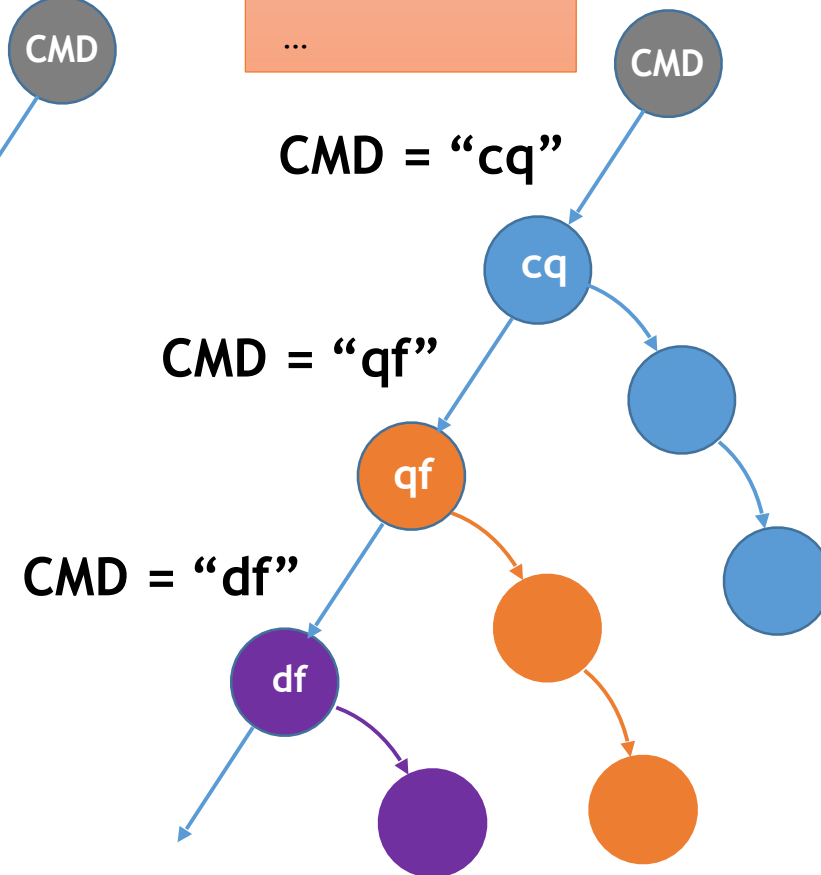 CMD
...
CMD
CMD = “cq”
cq
CMD = “qf”
qf
CMD = “df”
df